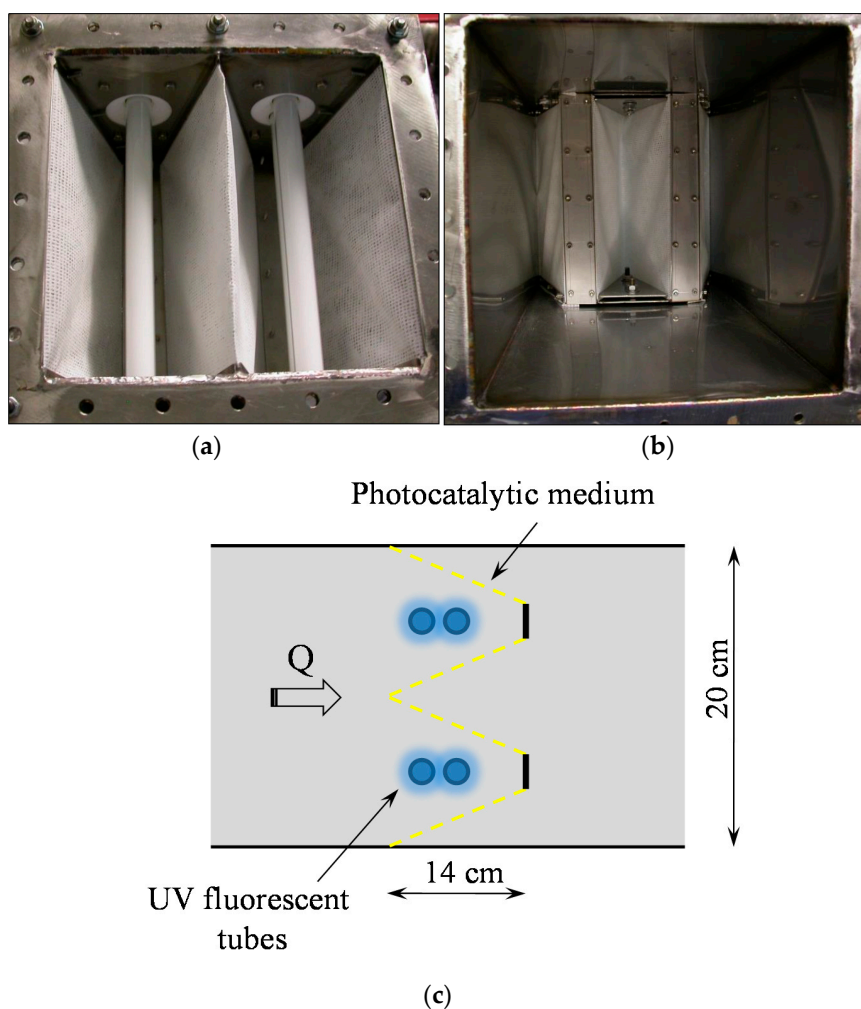 (a)
(b)
Photocatalytic medium
Q
20 cm
14 cm
UV fluorescent
tubes
(c)